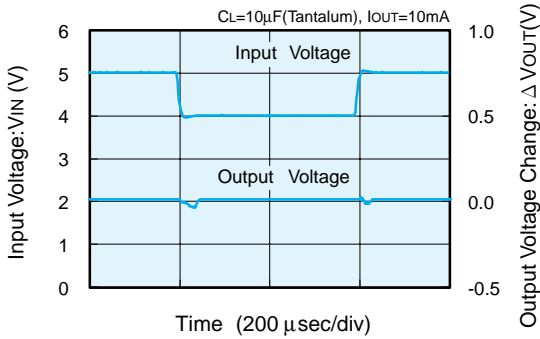 CL=10µF(Tantalum), IOUT=10mA
Input Voltage:VIN (V)
6
5
4
3
2
1
0
Input Voltage
Output Voltage
1.0
0.5
0.0
-0.5
Output Voltage Change: Δ VOUT(V)
Time (200 µsec/div)